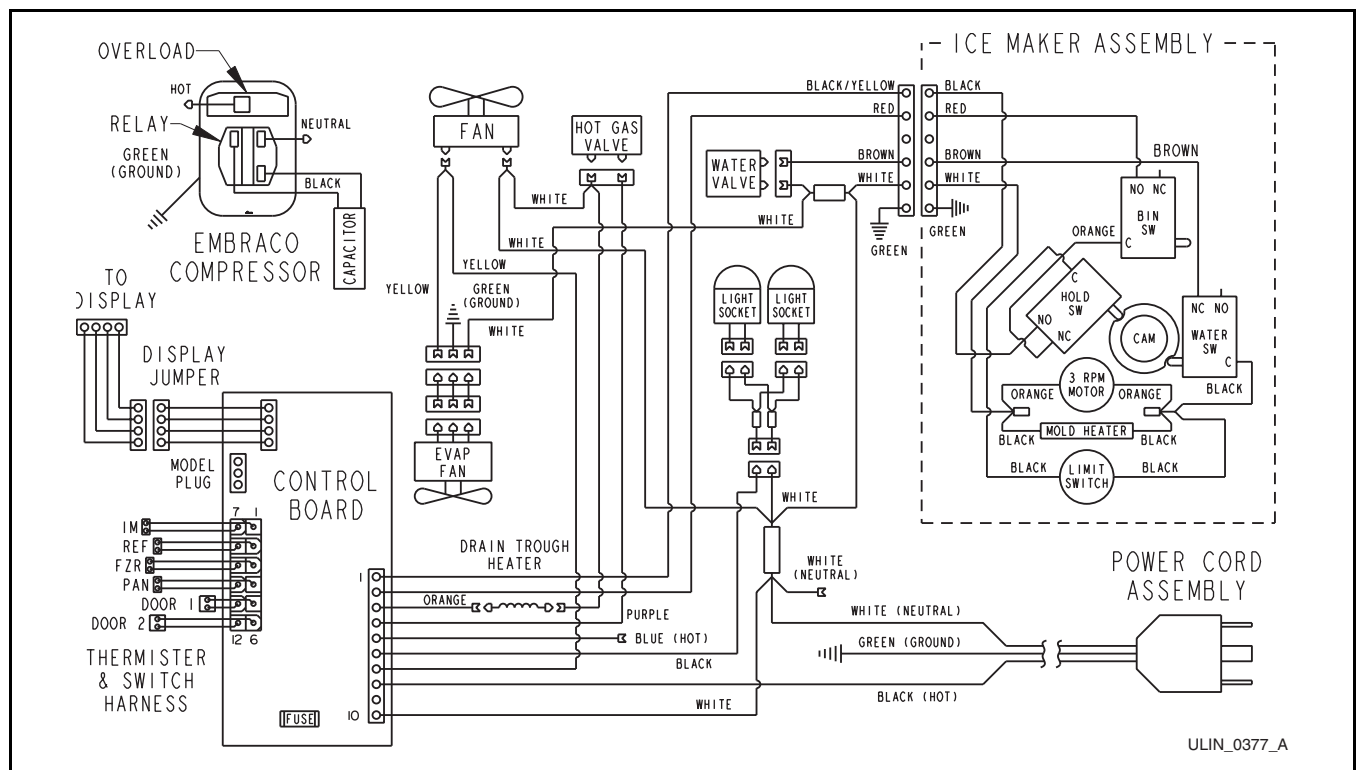 OVERLOAD
HOT
RELAY
NEUTRAL
GREEN
(GROUND)
BLACK
CAPACITOR
EMBRACO
COMPRESSOR
FAN
HOT GAS
VALVE
WHITE
WHITE
WHITE
YELLOW
YELLOW
GREEN
(GROUND)
WHITE
EVAP
FAN
WATER
VALVE
BLACK/YELLOW
RED
BROWN
WHITE
GREEN
ICE MAKER ASSEMBLY
BLACK
RED
BROWN
WHITE
GREEN
BROWN
NO NC
BIN
SW
C
ORANGE
C
HOLD
SW
NO
NC
CAM
NC NO
WATER
SW
C
BLACK
3 RPM
MOTOR
ORANGE
ORANGE
MOLD HEATER
BLACK
BLACK
BLACK
LIMIT
SWITCH
BLACK
LIGHT
SOCKET
LIGHT
SOCKET
WHITE
TO
DISPLAY
DISPLAY
JUMPER
MODEL
PLUG
CONTROL
BOARD
7 1
IM
REF
FZR
PAN
DOOR 1
DOOR 2
12 6
THERMISTER
& SWITCH
HARNESS
FUSE
1
10
DRAIN TROUGH
HEATER
ORANGE
PURPLE
BLUE (HOT)
BLACK
WHITE
WHITE
(NEUTRAL)
WHITE (NEUTRAL)
GREEN (GROUND)
BLACK (HOT)
POWER CORD
ASSEMBLY
ULIN_0377_A